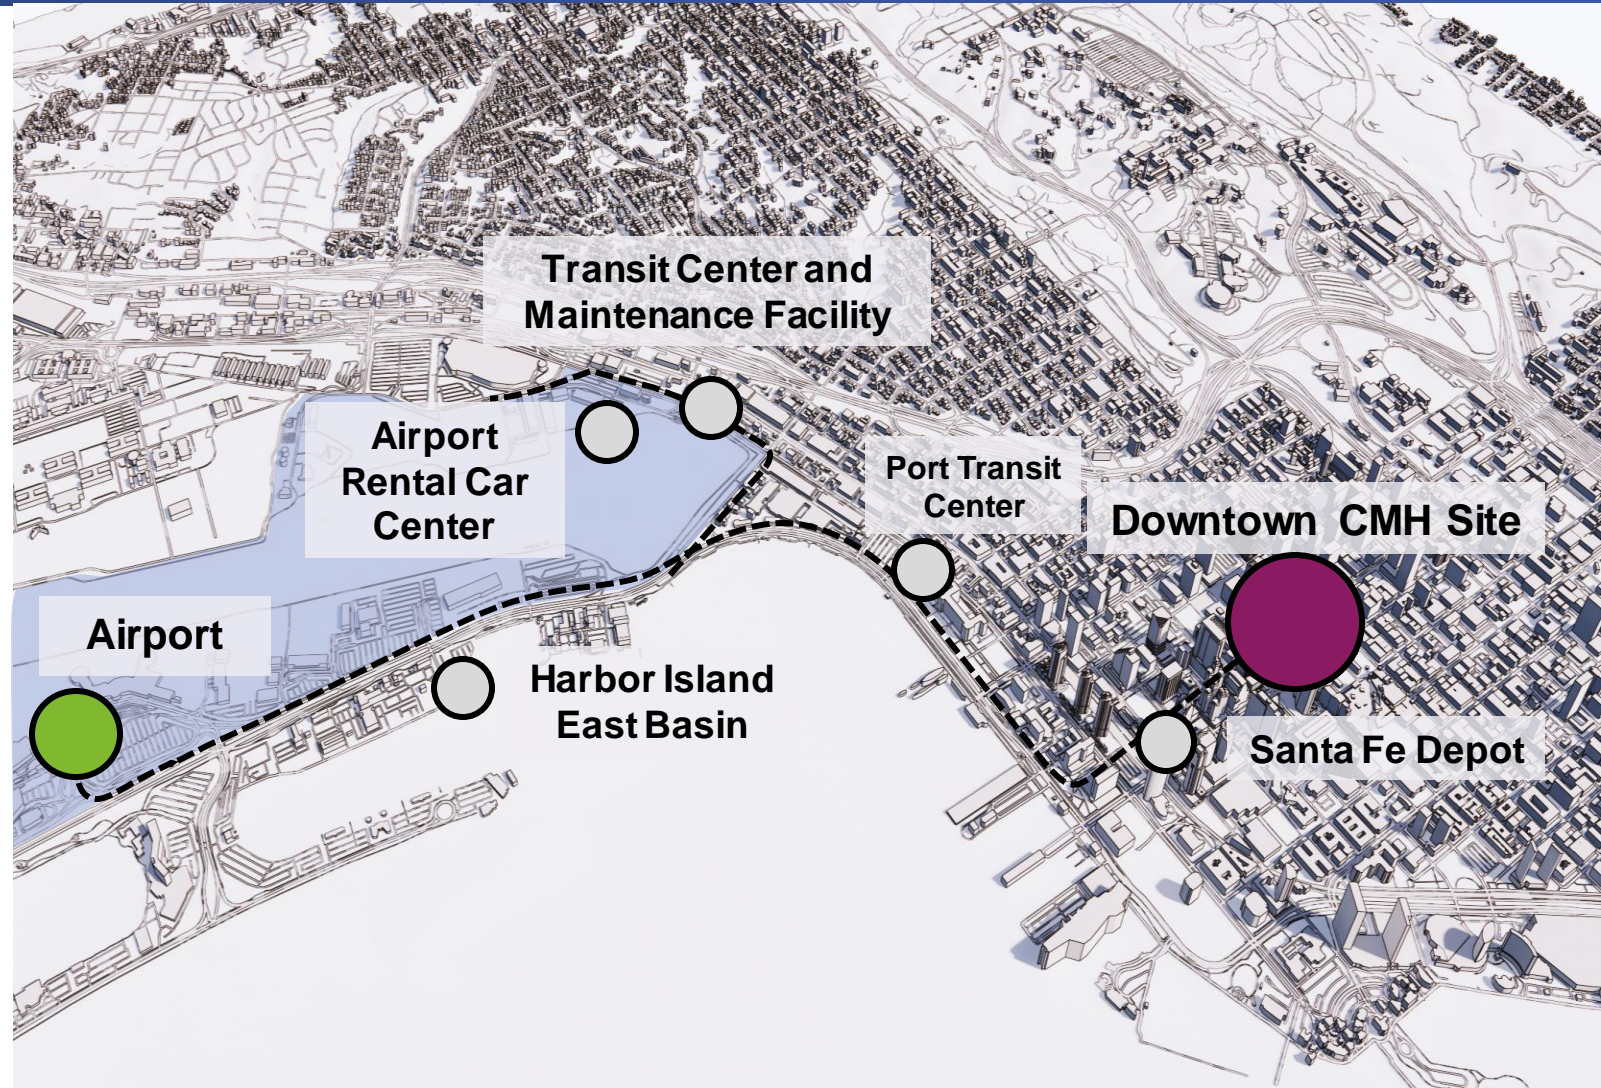 Transit Center and
Maintenance Facility
Airport
Rental Car
Center
Port Transit
Center
Downtown CMH Site
Airport
Harbor Island
East Basin
Santa Fe Depot